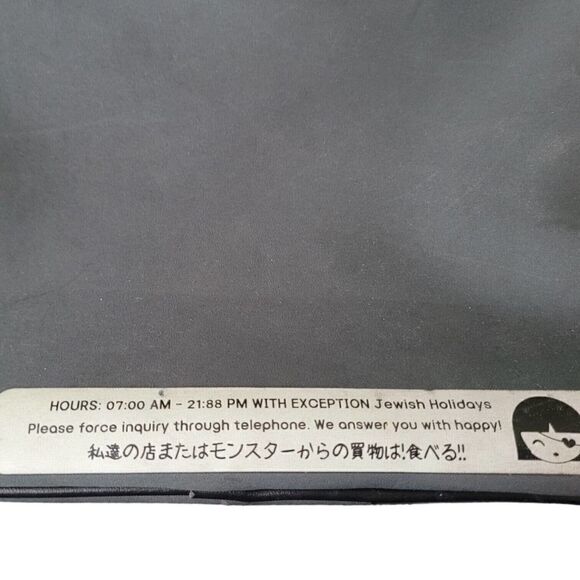 HOURS: 07:00 AM - 21:88 PM WITH EXCEPTION Jewish Holidays
Please force inquiry through telephone. We answer you with happy!
私達の店またはモンスターからの買物は!食べる!!